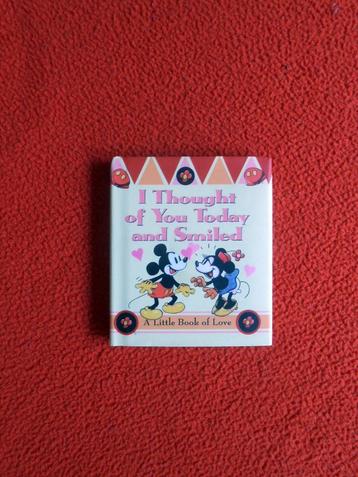 I Thought
of You Today
and Smiled
A Little Book of Love